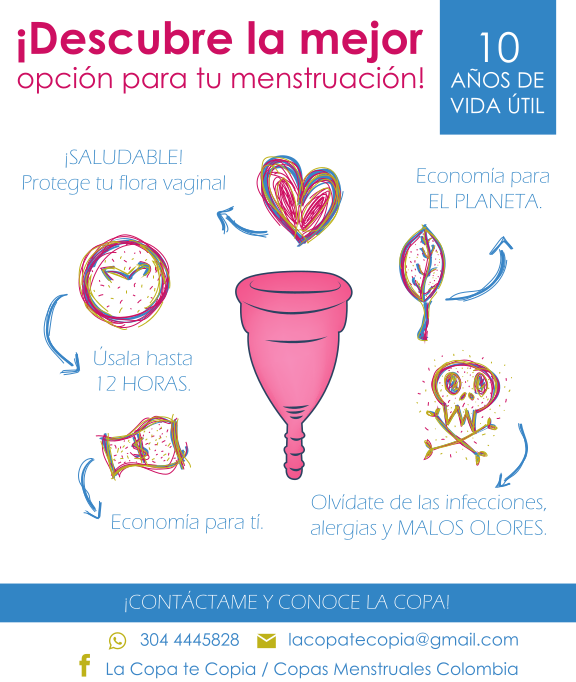 ¡Descubre la mejor
opción para tu menstruación!
10
AÑOS DE
VIDA ÚTIL
¡SALUDABLE!
Protege tu flora vaginal
Economía para
EL PLANETA.
Úsala hasta
12 HORAS.
$
Economía para tí.
Olvídate de las infecciones,
alergias y MALOS OLORES.
¡CONTÁCTAME Y CONOCE LA COPA!
304 4445828 lacopatecopia@gmail.com
f La Copa te Copia / Copas Menstruales Colombia